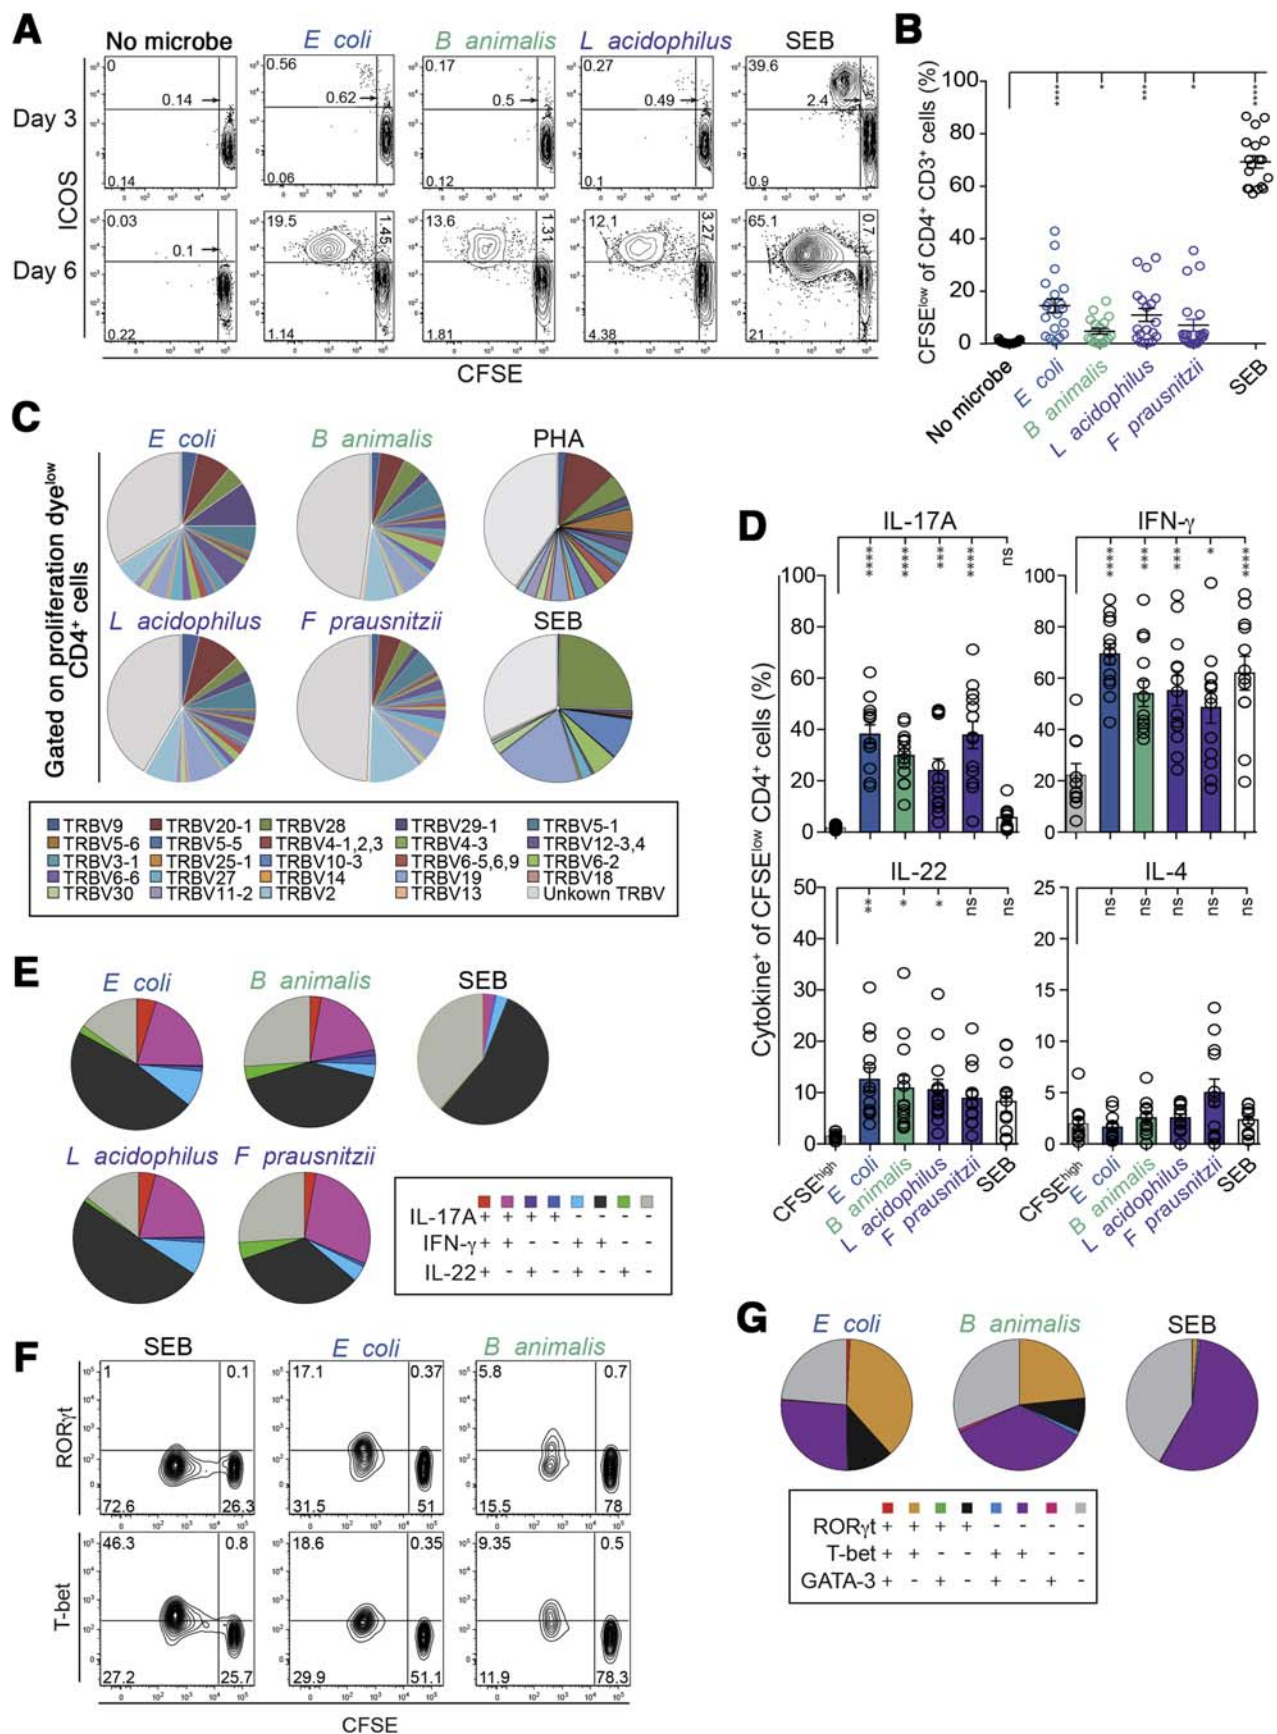 A
No microbe
E coli
B animalis
L acidophilus
SEB
Day 3
Day 6
ICOS
0
0.14
0.14
0.56
0.62
0.06
0.17
0.5
0.12
0.27
0.49
0.1
39.6
2.4
0.9
0.03
0.1
0.22
19.5
1.45
1.14
13.6
1.31
1.81
12.1
3.27
4.38
65.1
0.7
21
CFSE
B
CFSElow of CD4+ CD3+ cells (%)
100
80
60
40
20
0
**** * **** * ****
No microbe
E coli
B animalis
L acidophilus
F prausnitzii
SEB
C
Gated on proliferation dyelow
CD4+ cells
E coli
B animalis
PHA
L acidophilus
F prausnitzii
SEB
TRBV9 TRBV20-1 TRBV28 TRBV29-1 TRBV5-1
TRBV5-6 TRBV5-5 TRBV4-1,2,3 TRBV4-3 TRBV12-3,4
TRBV3-1 TRBV25-1 TRBV10-3 TRBV6-5,6,9 TRBV6-2
TRBV6-6 TRBV27 TRBV14 TRBV19 TRBV18
TRBV30 TRBV11-2 TRBV2 TRBV13 Unkown TRBV
D
Cytokine+ of CFSElow CD4+ cells (%)
IL-17A
**** **** *** **** ns
100
80
60
40
20
0
IFN-γ
**** *** *** * ****
100
80
60
40
20
0
IL-22
** * * ns ns
50
40
30
20
10
0
IL-4
ns ns ns ns ns
25
20
15
10
5
0
CFSEhigh
E coli
B animalis
L acidophilus
F prausnitzii
SEB
CFSEhigh
E coli
B animalis
L acidophilus
F prausnitzii
SEB
E
E coli
B animalis
SEB
L acidophilus
F prausnitzii
IL-17A + + + + - - - -
IFN-γ + + - - + + - -
IL-22 + - + - + - + -
F
SEB
E coli
B animalis
RORγt
1
0.1
72.6
26.3
17.1
0.37
31.5
51
5.8
0.7
15.5
78
T-bet
46.3
0.8
27.2
25.7
18.6
0.35
29.9
51.1
9.35
0.5
11.9
78.3
CFSE
G
E coli
B animalis
SEB
RORγt + + + + - - - -
T-bet + + - - + + - -
GATA-3 + - + - + - + -